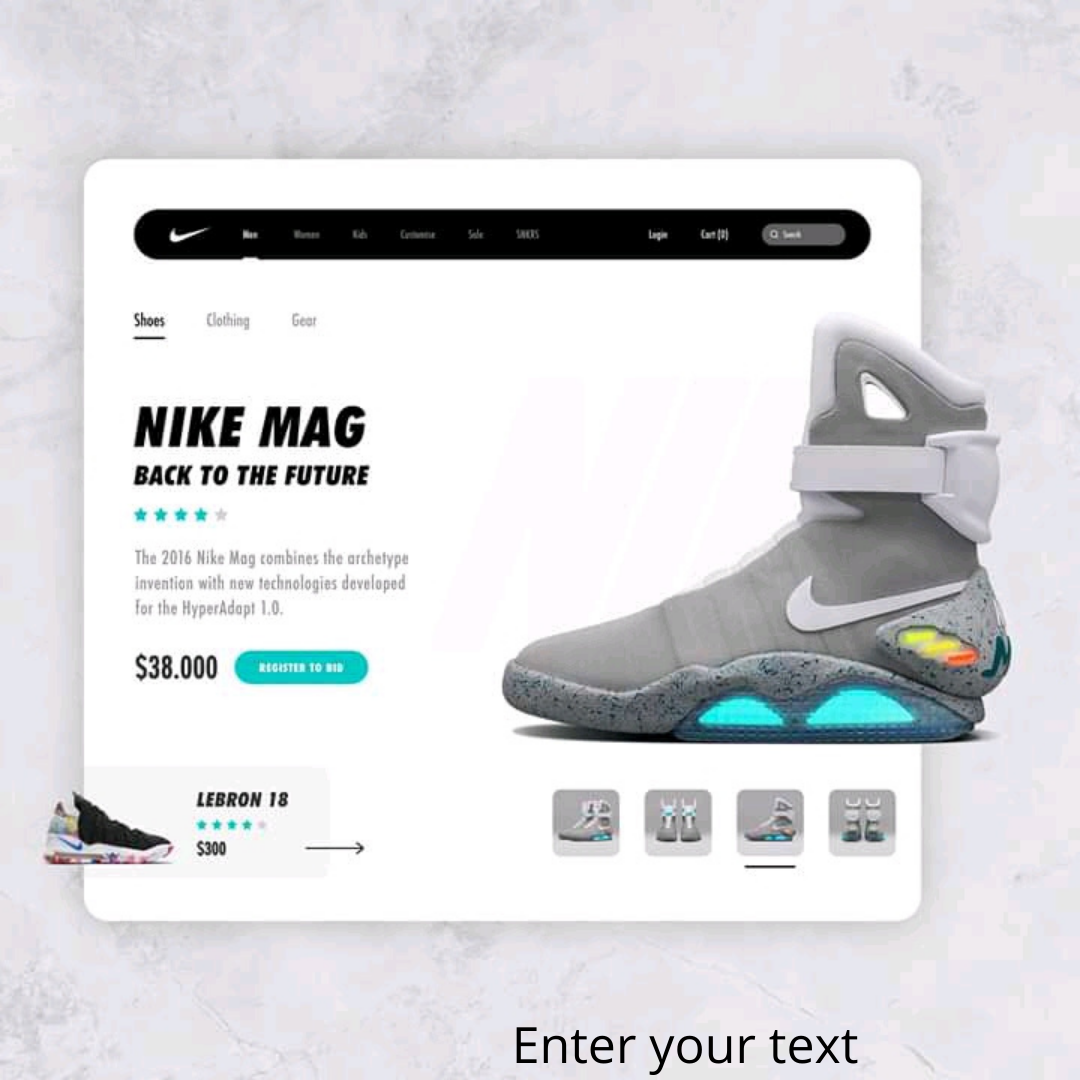 Men Women Kids Customise Sale SNKRS Login Cart (0) Search
Shoes Clothing Gear
NIKE MAG
BACK TO THE FUTURE
The 2016 Nike Mag combines the archetype
invention with new technologies developed
for the HyperAdapt 1.0.
$38.000 REGISTER TO BID
LEBRON 18
$300
Enter your text